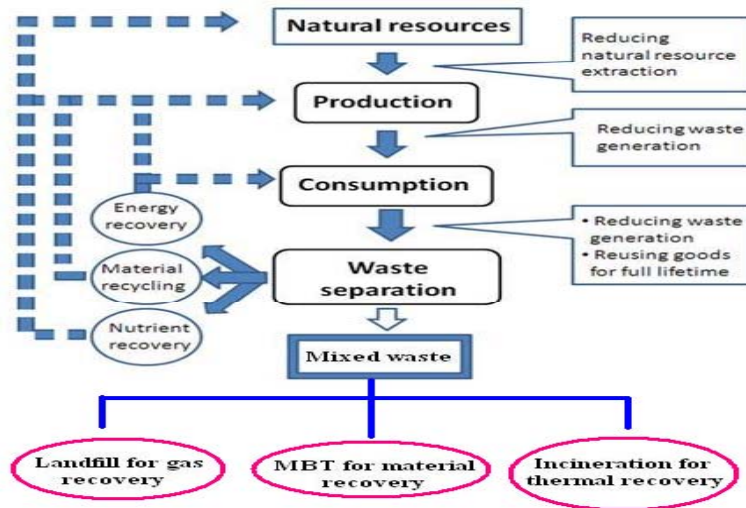 Natural resources
Reducing
natural resource
extraction
Production
Reducing waste
generation
Consumption
Energy
recovery
• Reducing waste
generation
• Reusing goods
for full lifetime
Material
recycling
Waste
separation
Nutrient
recovery
Mixed waste
Landfill for gas
recovery
MBT for material
recovery
Incineration for
thermal recovery